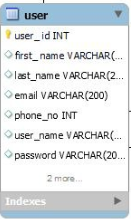 user
user_id INT
first_name VARCHAR(...
last_name VARCHAR(2...
email VARCHAR(200)
phone_no INT
user_name VARCHAR(...
password VARCHAR(20...
2 more...
Indexes